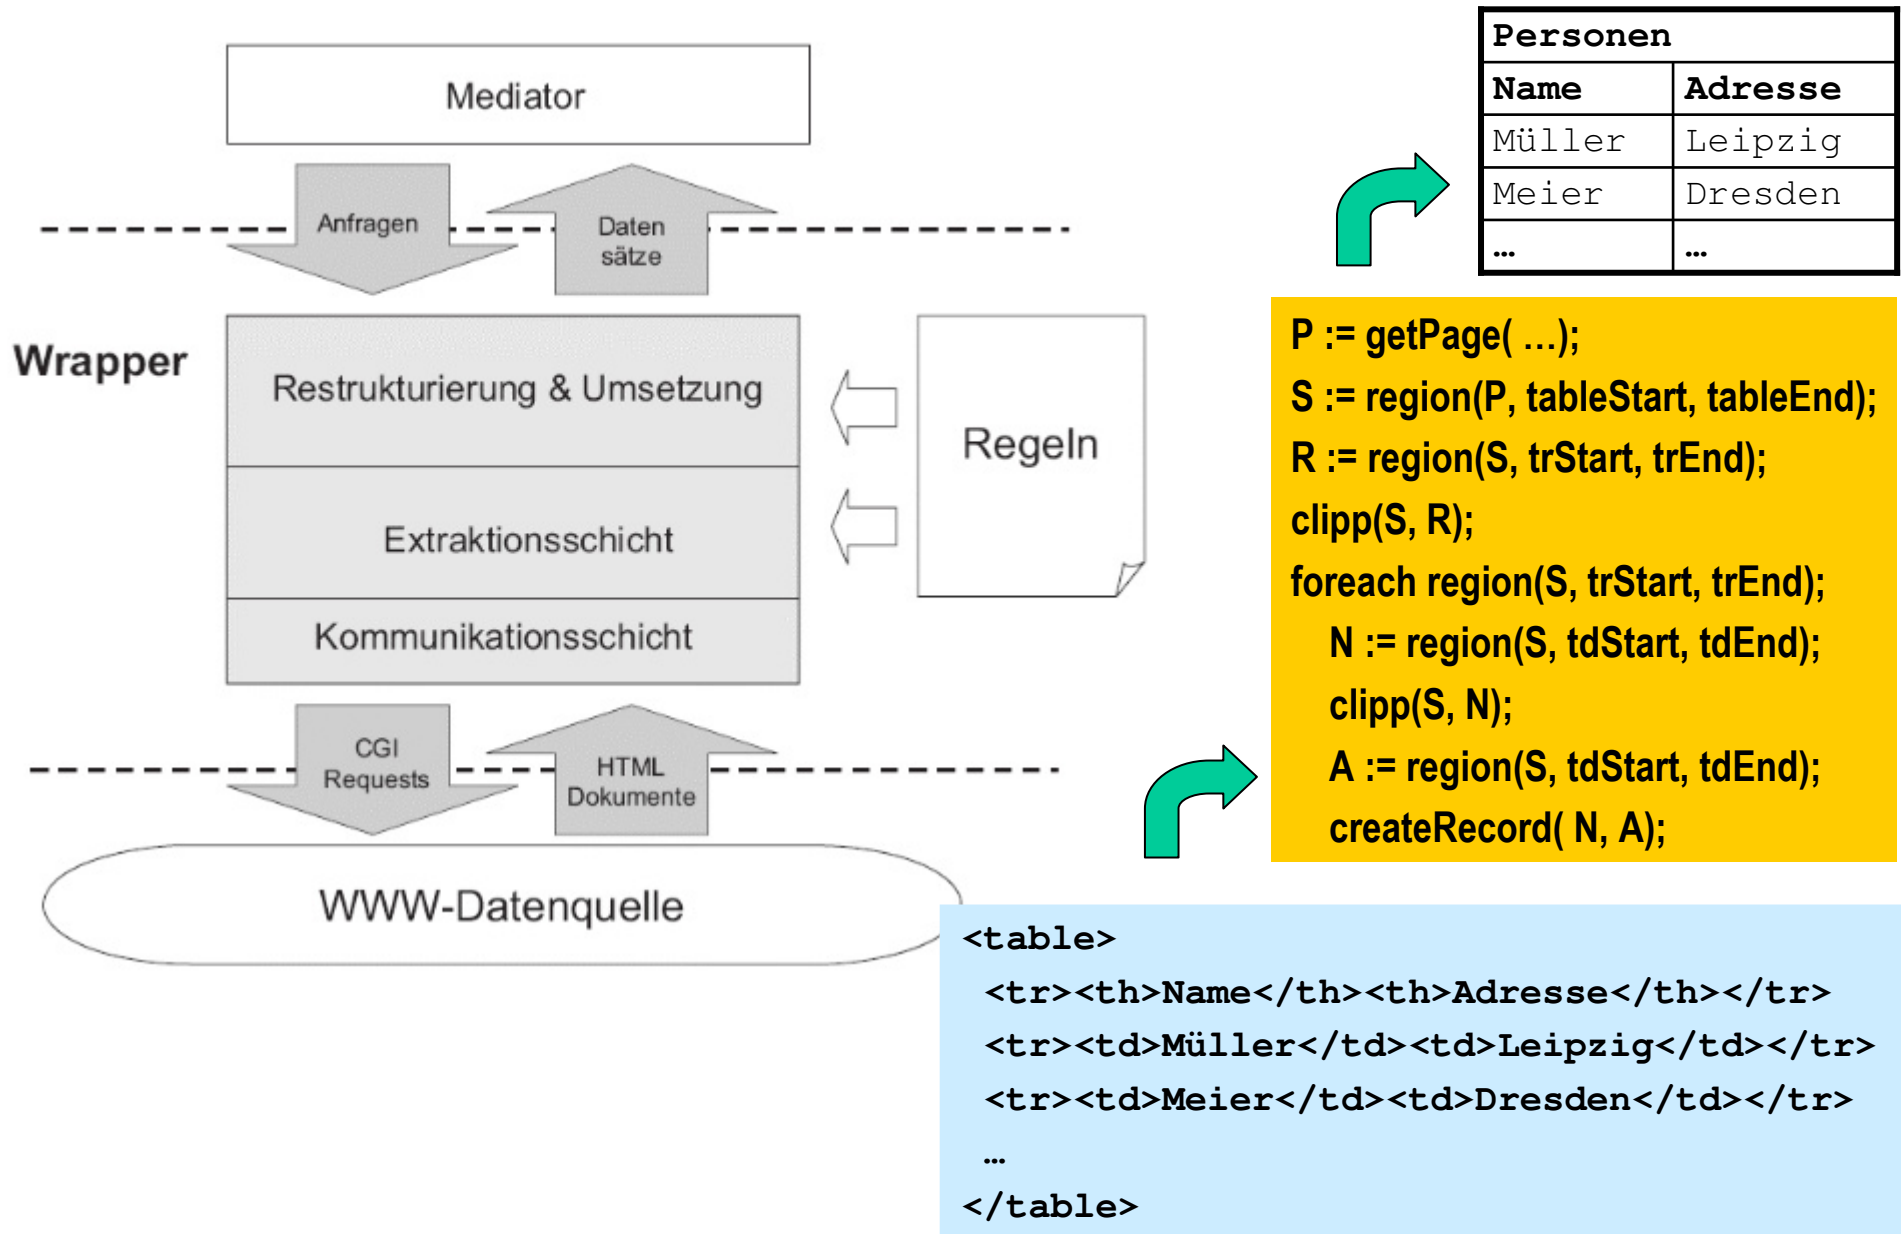 Mediator
Anfragen
Daten
sätze
Wrapper
Restrukturierung & Umsetzung
Extraktionsschicht
Kommunikationsschicht
Regeln
CGI
Requests
HTML
Dokumente
WWW-Datenquelle
Personen
Name Adresse
Müller Leipzig
Meier Dresden
… …
P := getPage( …);
S := region(P, tableStart, tableEnd);
R := region(S, trStart, trEnd);
clipp(S, R);
foreach region(S, trStart, trEnd);
N := region(S, tdStart, tdEnd);
clipp(S, N);
A := region(S, tdStart, tdEnd);
createRecord( N, A);
<table>
<tr><th>Name</th><th>Adresse</th></tr>
<tr><td>Müller</td><td>Leipzig</td></tr>
<tr><td>Meier</td><td>Dresden</td></tr>
…
</table>